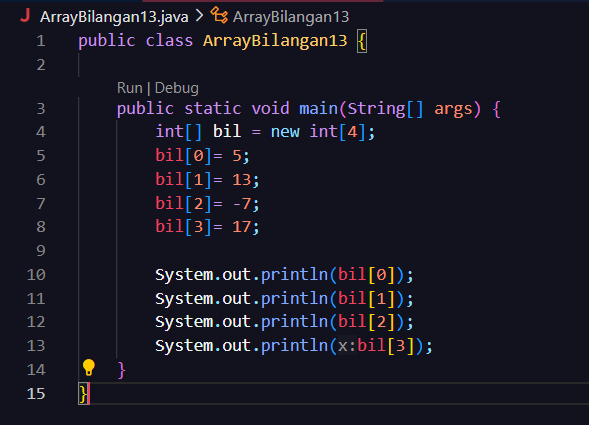 J ArrayBilangan13.java > ArrayBilangan13
1 public class ArrayBilangan13 {
2
Run | Debug
3 public static void main(String[] args) {
4 int[] bil = new int[4];
5 bil[0]= 5;
6 bil[1]= 13;
7 bil[2]= -7;
8 bil[3]= 17;
9
10 System.out.println(bil[0]);
11 System.out.println(bil[1]);
12 System.out.println(bil[2]);
13 System.out.println(x:bil[3]);
14 }
15 }